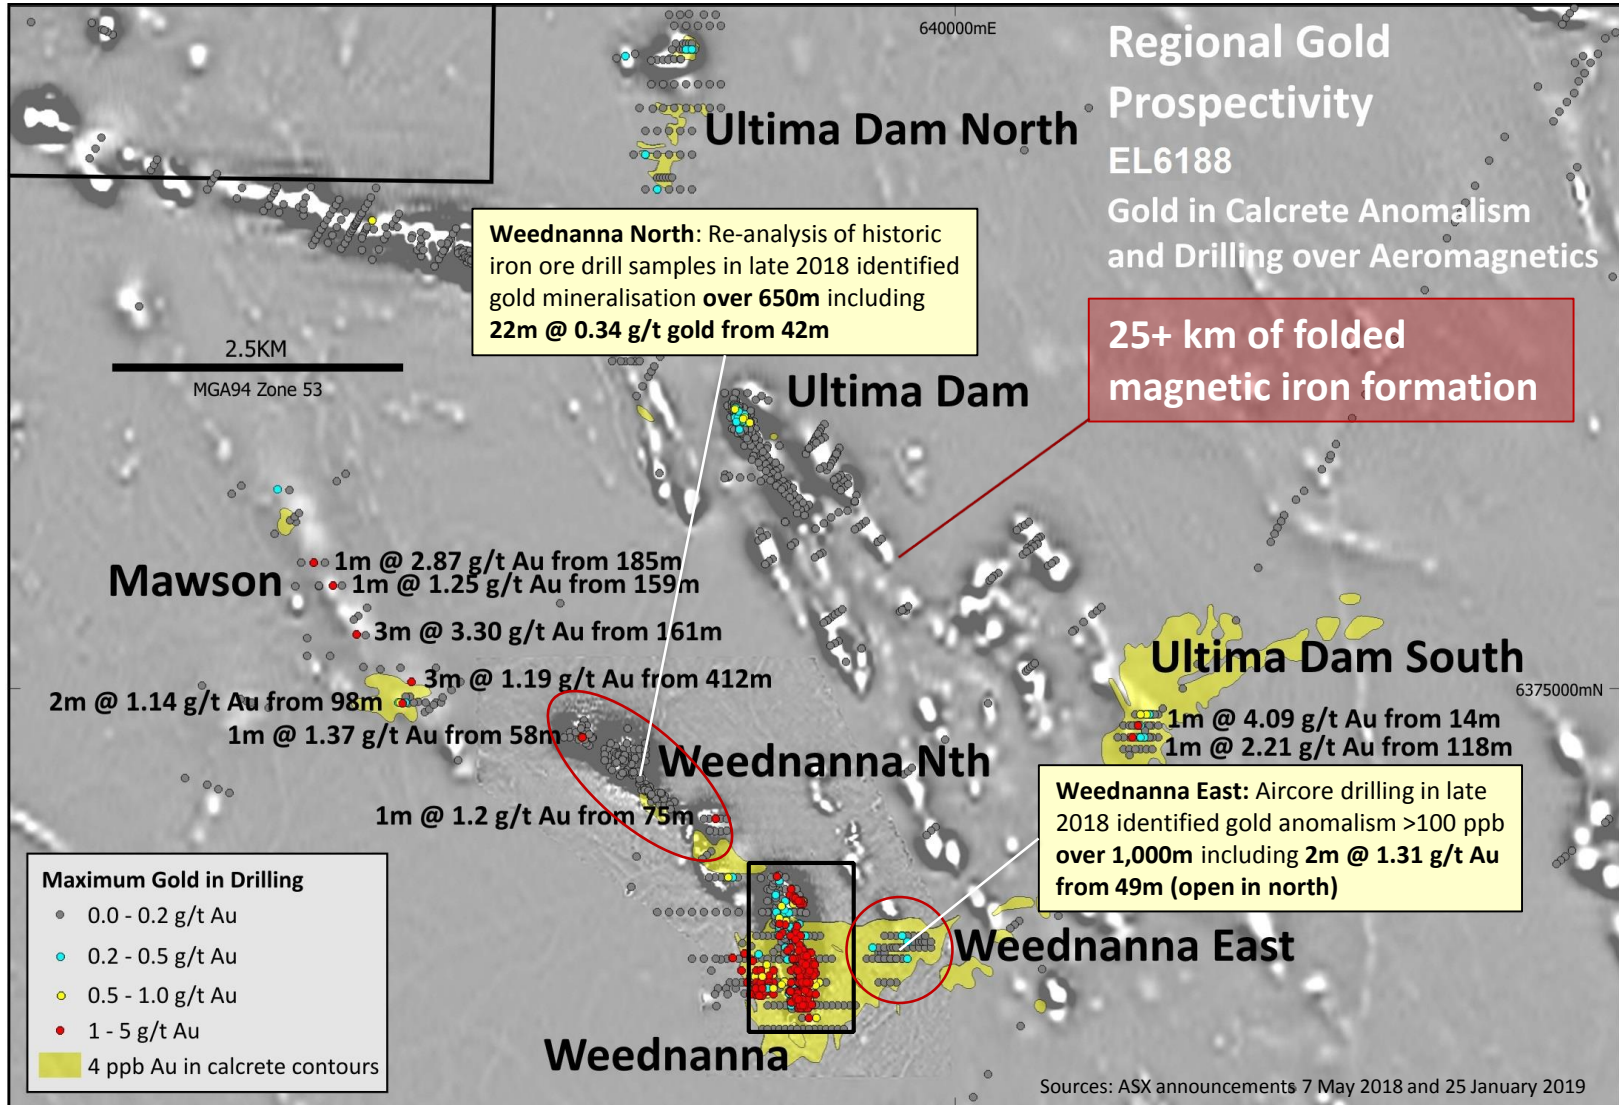 640000mE
Regional Gold
Prospectivity
EL6188
Gold in Calcrete Anomalism
and Drilling over Aeromagnetics
Ultima Dam North
Weednanna North: Re-analysis of historic
iron ore drill samples in late 2018 identified
gold mineralisation over 650m including
22m @ 0.34 g/t gold from 42m
25+ km of folded
magnetic iron formation
2.5KM
MGA94 Zone 53
Ultima Dam
Mawson
1m @ 2.87 g/t Au from 185m
1m @ 1.25 g/t Au from 159m
3m @ 3.30 g/t Au from 161m
3m @ 1.19 g/t Au from 412m
2m @ 1.14 g/t Au from 98m
1m @ 1.37 g/t Au from 58m
Ultima Dam South
6375000mN
1m @ 4.09 g/t Au from 14m
1m @ 2.21 g/t Au from 118m
Weednanna Nth
1m @ 1.2 g/t Au from 75m
Weednanna East: Aircore drilling in late
2018 identified gold anomalism >100 ppb
over 1,000m including 2m @ 1.31 g/t Au
from 49m (open in north)
Weednanna East
Weednanna
Maximum Gold in Drilling
0.0 - 0.2 g/t Au
0.2 - 0.5 g/t Au
0.5 - 1.0 g/t Au
1 - 5 g/t Au
4 ppb Au in calcrete contours
Sources: ASX announcements 7 May 2018 and 25 January 2019